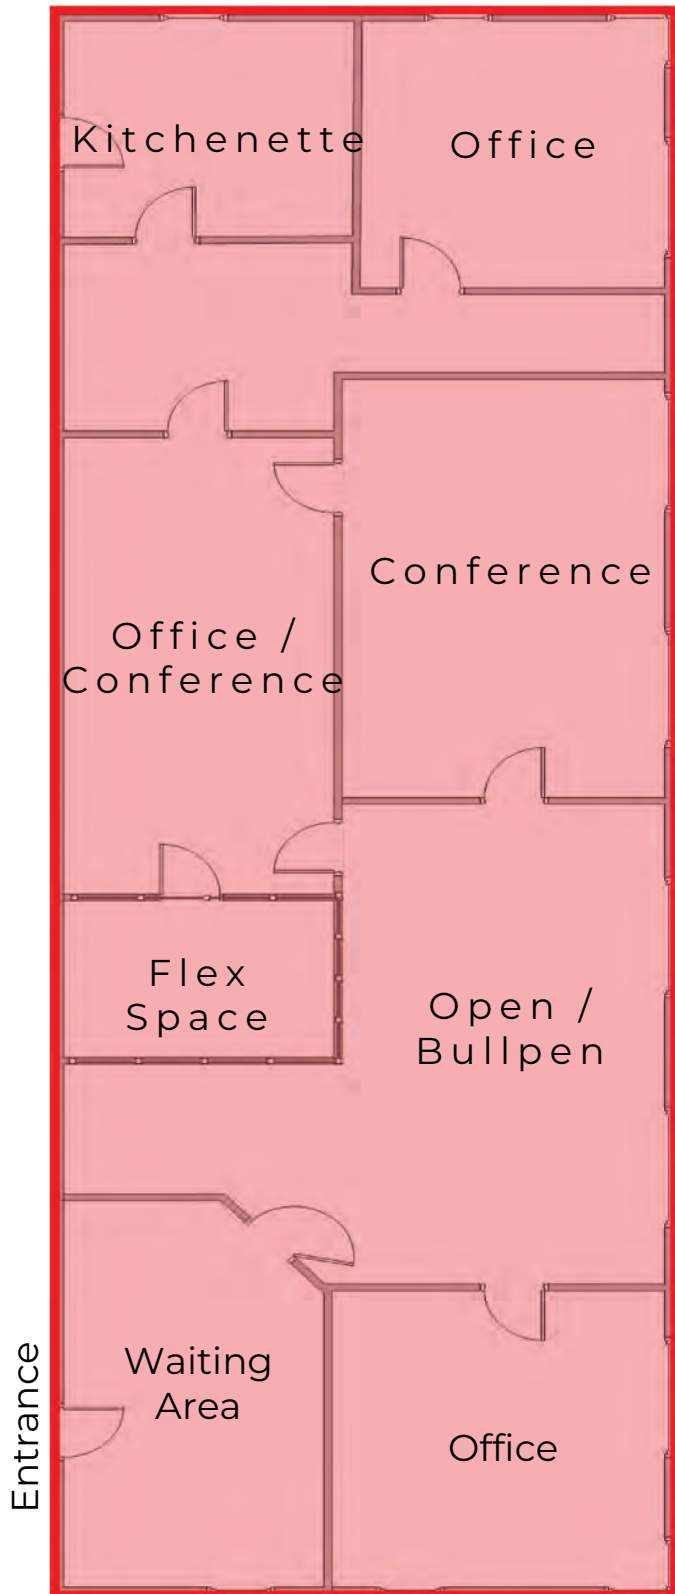 Kitchenette
Office
Conference
Office /
Conference
Flex
Space
Open /
Bullpen
Waiting
Area
Office
Entrance